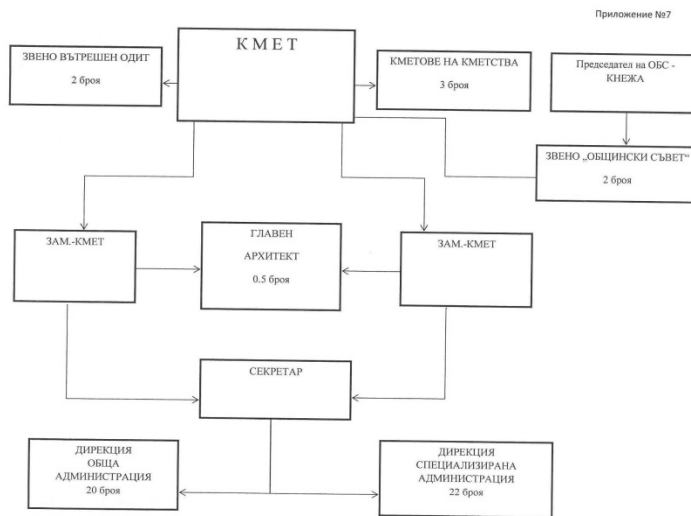 Приложение №7
К М Е Т
ЗВЕНО ВЪТРЕШЕН ОДИТ
2 броя
КМЕТОВЕ НА КМЕТСТВА
3 броя
Председател на ОБС -
КНЕЖА
ЗВЕНО „ОБЩИНСКИ СЪВЕТ“
2 броя
ЗАМ.-КМЕТ
ГЛАВЕН
АРХИТЕКТ
0.5 броя
ЗАМ.-КМЕТ
СЕКРЕТАР
ДИРЕКЦИЯ
ОБЩА
АДМИНИСТРАЦИЯ
20 броя
ДИРЕКЦИЯ
СПЕЦИАЛИЗИРАНА
АДМИНИСТРАЦИЯ
22 броя